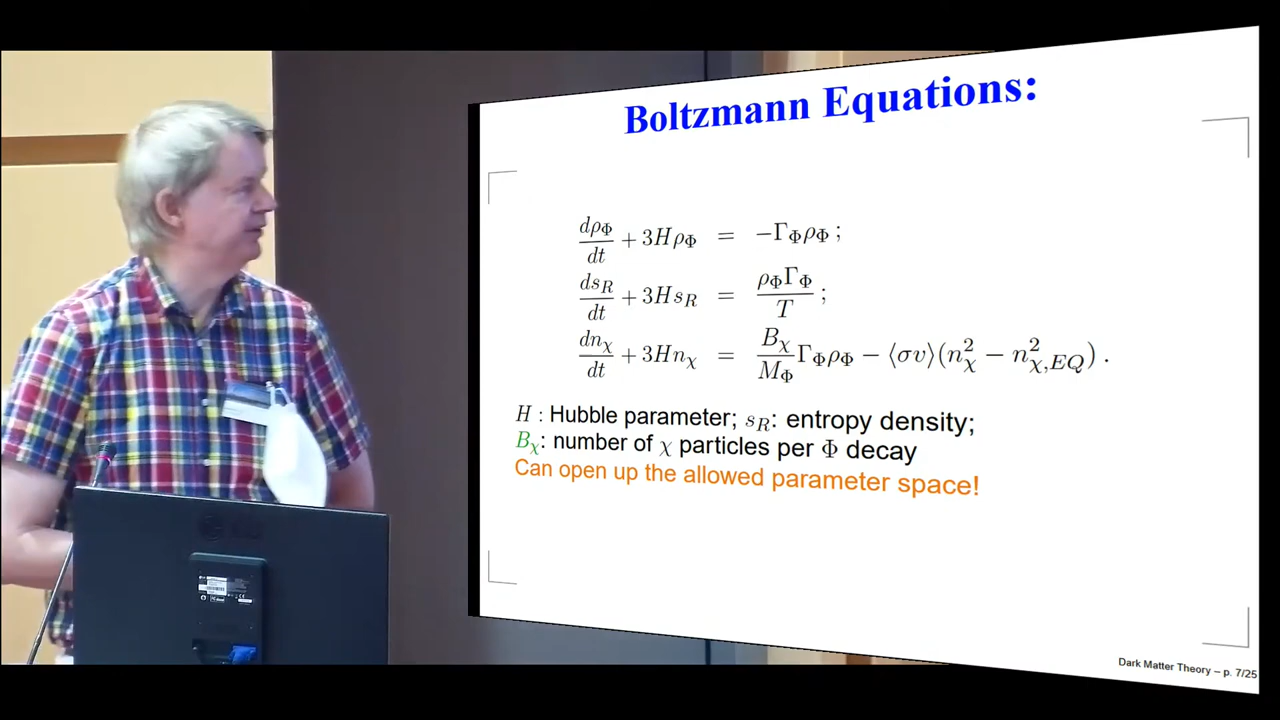 Boltzmann Equations:
dρ_Φ/dt + 3Hρ_Φ = −Γ_Φρ_Φ ;
ds_R/dt + 3Hs_R = ρ_ΦΓ_Φ/T ;
dn_χ/dt + 3Hn_χ = B_χ/M_Φ Γ_Φρ_Φ − ⟨σv⟩(n_χ^2 − n_{χ,EQ}^2) .
H : Hubble parameter; s_R: entropy density;
B_χ: number of χ particles per Φ decay
Can open up the allowed parameter space!
Dark Matter Theory – p. 7/25